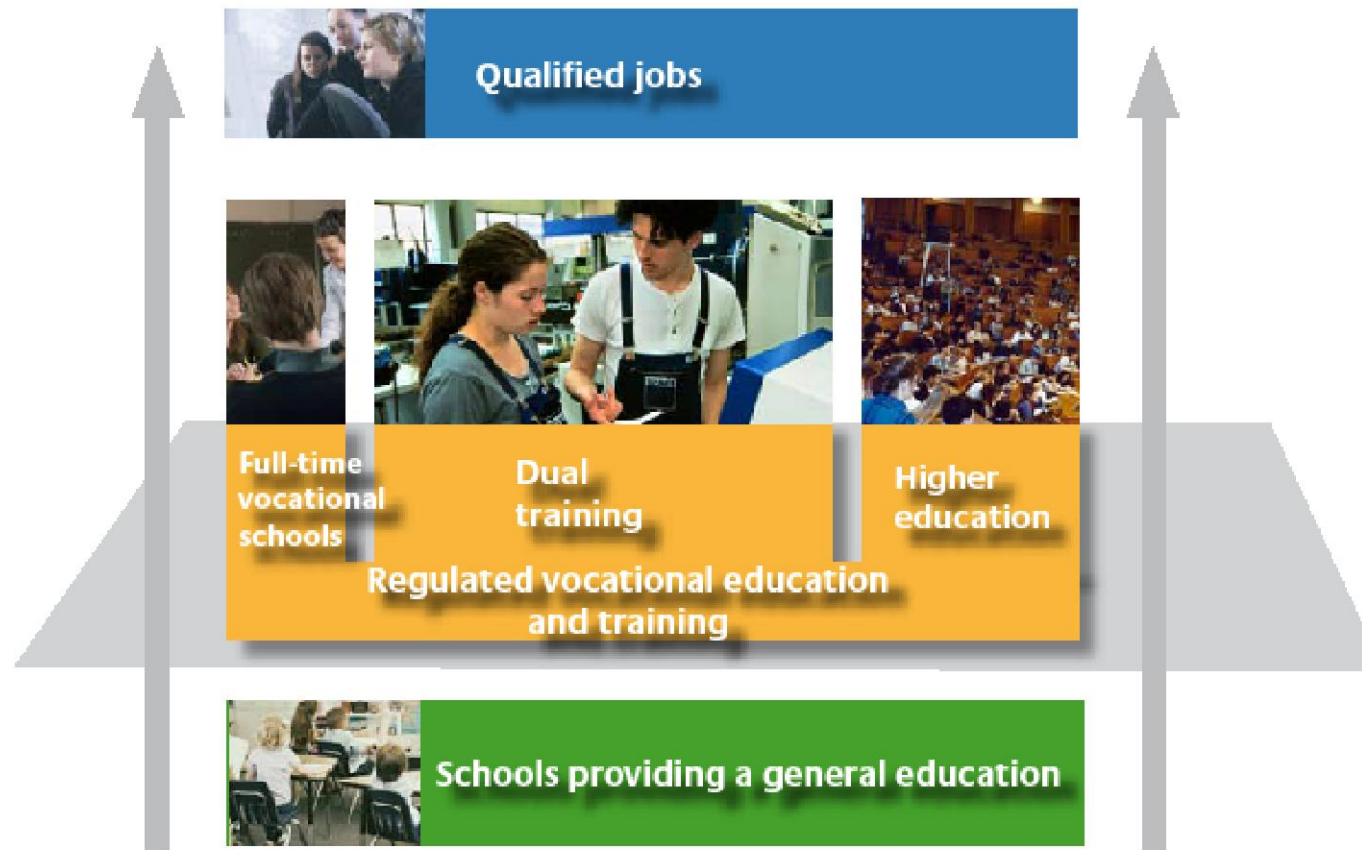 Qualified jobs
Full-time
vocational
schools
Dual
training
Higher
education
Regulated vocational education
and training
Schools providing a general education